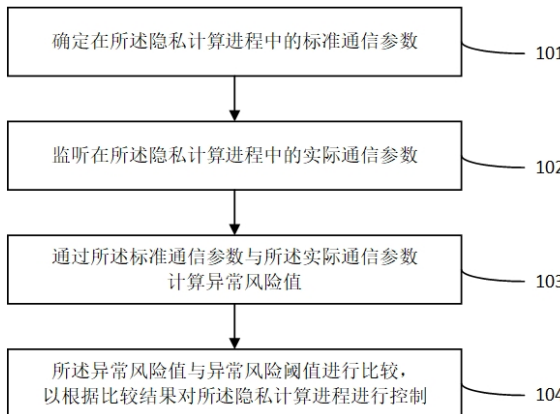 确定在所述隐私计算进程中的标准通信参数
101
监听在所述隐私计算进程中的实际通信参数
102
通过所述标准通信参数与所述实际通信参数
计算异常风险值
103
所述异常风险值与异常风险阈值进行比较，
以根据比较结果对所述隐私计算进程进行控制
104